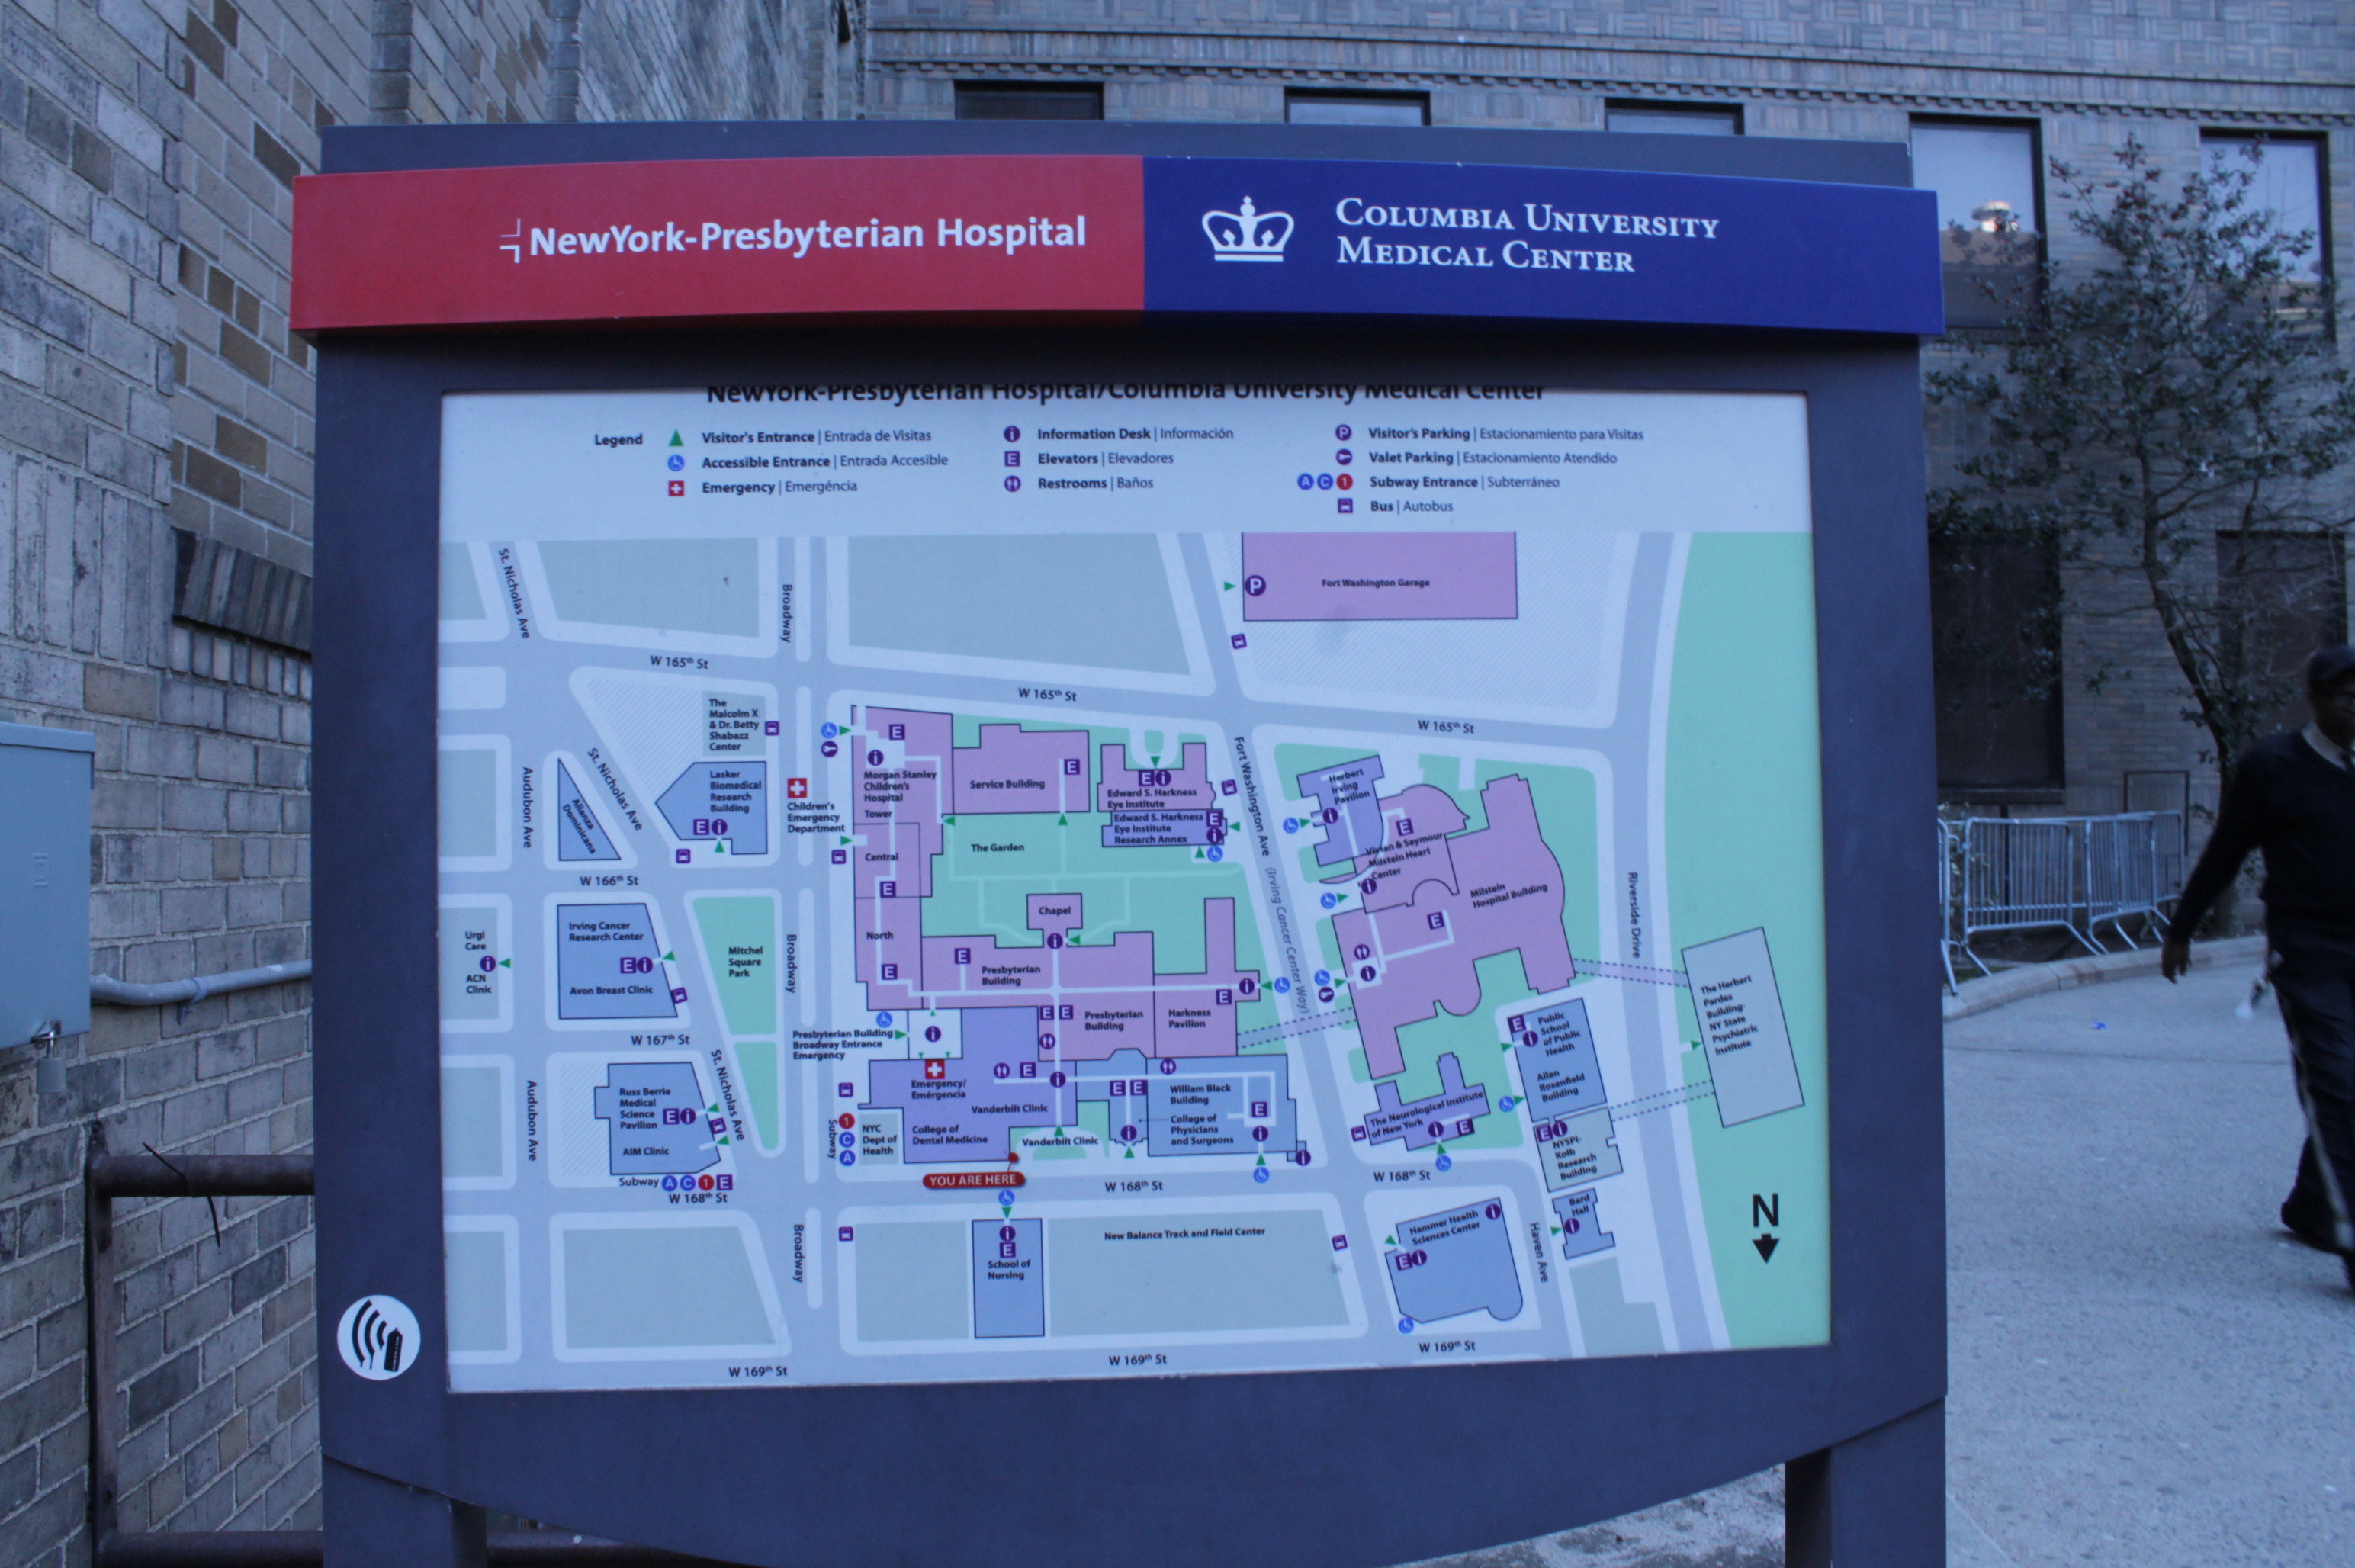 NewYork-Presbyterian Hospital
COLUMBIA UNIVERSITY
MEDICAL CENTER
NewYork-Presbyterian Hospital/Columbia University Medical Center
Legend
Visitor's Entrance | Entrada de Visitas
Accessible Entrance | Entrada Accesible
Emergency | Emergéncia
i Information Desk | Información
E Elevators | Elevadores
Restrooms | Baños
P Visitor's Parking | Estacionamiento para Visitas
Valet Parking | Estacionamiento Atendido
A C 1 Subway Entrance | Subterráneo
Bus | Autobus
St. Nicholas Ave
Broadway
P
Fort Washington Garage
W 165th St
W 165th St
W 165th St
The
Malcolm X
& Dr. Betty
Shabazz
Center
Audubon Ave
Alianza
Dominicana
St. Nicholas Ave
Lasker
Biomedical
Research
Building
E i
Children's
Emergency
Department
E
i
Morgan Stanley
Children's
Hospital
Tower
Central
E
North
E
Service Building
E
The Garden
E i
Edward S. Harkness
Eye Institute
Edward S. Harkness
Eye Institute
Research Annex
E
i
Fort Washington Ave
(Irving Cancer Center Way)
Herbert
Irving
Pavilion
i
E
Vivian & Seymour
Milstein Heart
Center
i
Milstein
Hospital Building
E
i
Riverside Drive
W 166th St
Urgi
Care
i
ACN
Clinic
Irving Cancer
Research Center
E i
Avon Breast Clinic
Mitchel
Square
Park
Broadway
Chapel
i
E
Presbyterian
Building
i
E
E E
Presbyterian
Building
Harkness
Pavilion
The Herbert
Pardes
Building-
NY State
Psychiatric
Institute
E
i
Public
School
of Public
Health
Allan
Rosenfield
Building
W 167th St
Presbyterian Building
Broadway Entrance
Emergency
i
Emergency/
Emérgencia
E
i
Vanderbilt Clinic
College of
Dental Medicine
Vanderbilt Clinic
E E
William Black
Building
College of
Physicians
and Surgeons
i
E
i
i
The Neurological Institute
of New York
i E
E i
NYSPI-
Kolb
Research
Building
Audubon Ave
Russ Berrie
Medical
Science
Pavilion
E i
AIM Clinic
St. Nicholas Ave
Subway
1
C
A
NYC
Dept of
Health
Subway A C 1 E
W 168th St
YOU ARE HERE
W 168th St
W 168th St
Broadway
i
E
School of
Nursing
New Balance Track and Field Center
Hammer Health
Sciences Center
i
E i
Haven Ave
Bard
Hall
i
N
W 169th St
W 169th St
W 169th St